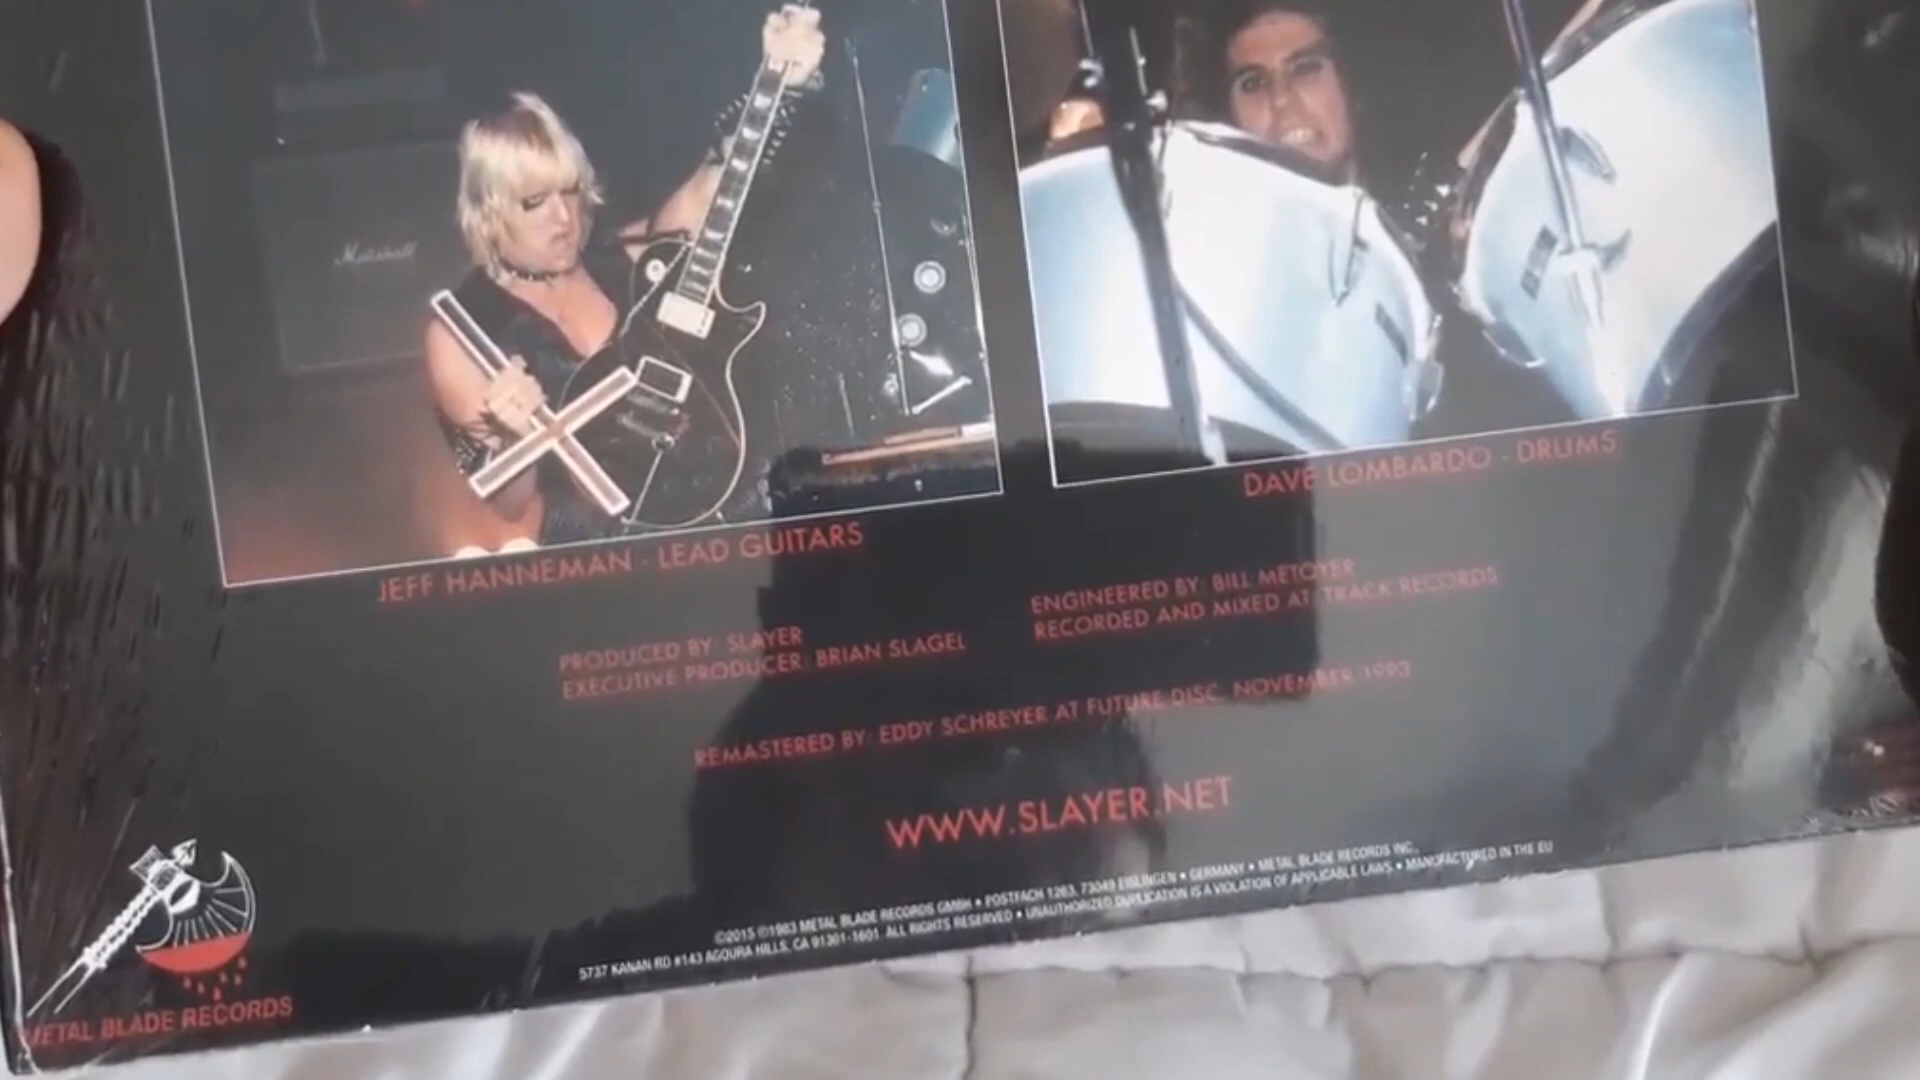 Marshall
JEFF HANNEMAN - LEAD GUITARS
DAVE LOMBARDO - DRUMS
PRODUCED BY: SLAYER
EXECUTIVE PRODUCER: BRIAN SLAGEL
ENGINEERED BY: BILL METOYER
RECORDED AND MIXED AT: TRACK RECORDS
REMASTERED BY: EDDY SCHREYER AT FUTURE DISC, NOVEMBER 1993
WWW.SLAYER.NET
©2015 ℗1983 METAL BLADE RECORDS GMBH • POSTFACH 1263, 73049 EISLINGEN • GERMANY • METAL BLADE RECORDS INC.,
5737 KANAN RD #143 AGOURA HILLS, CA 91301-1601. ALL RIGHTS RESERVED • UNAUTHORIZED DUPLICATION IS A VIOLATION OF APPLICABLE LAWS • MANUFACTURED IN THE EU
METAL BLADE RECORDS